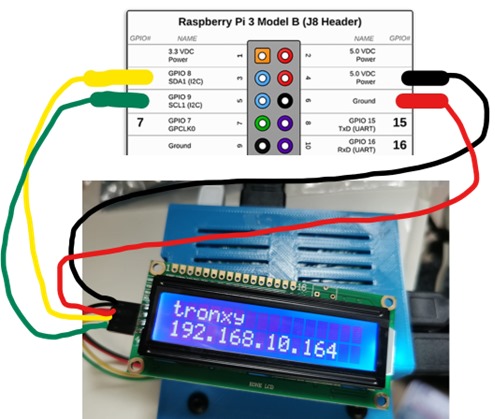 Raspberry Pi 3 Model B (J8 Header)
GPIO# NAME NAME GPIO#
3.3 VDC Power 1 2 5.0 VDC Power
GPIO 8 SDA1 (I2C) 3 4 5.0 VDC Power
GPIO 9 SCL1 (I2C) 5 6 Ground
7 GPIO 7 GPCLK0 7 8 GPIO 15 TxD (UART) 15
Ground 9 10 GPIO 16 RxD (UART) 16
16
tronxy
192.168.10.164